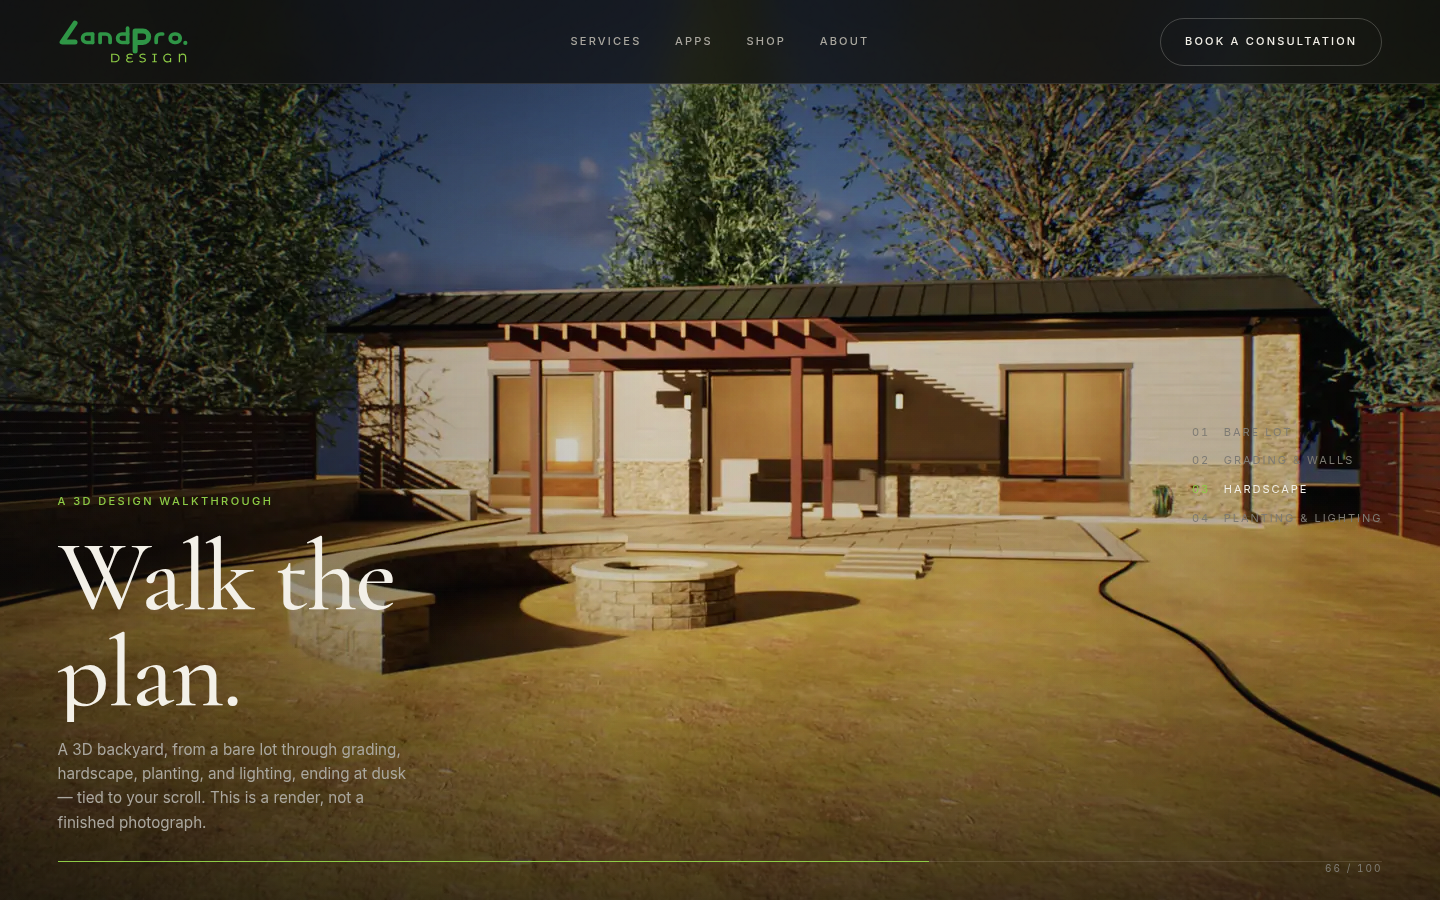 Landpro.
DESIGN
SERVICES
APPS
SHOP
ABOUT
BOOK A CONSULTATION
01 BARE LOT
02 GRADING & WALLS
HARDSCAPE
04 PLANTING & LIGHTING
A 3D DESIGN WALKTHROUGH
Walk the
plan.
A 3D backyard, from a bare lot through grading,
hardscape, planting, and lighting, ending at dusk
— tied to your scroll. This is a render, not a
finished photograph.
66 / 100